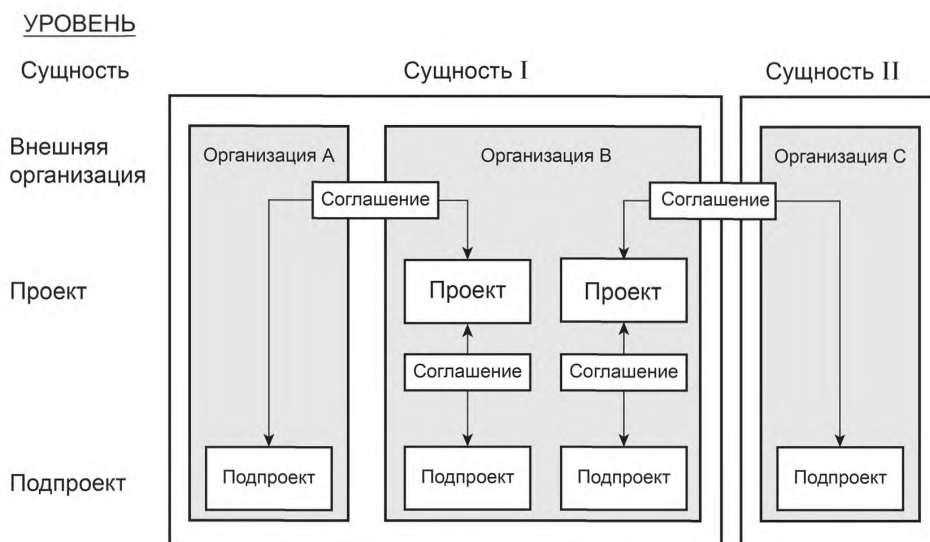 УРОВЕНЬ
Сущность
Сущность I
Сущность II
Внешняя
организация
Организация A
Организация B
Организация C
Соглашение
Соглашение
Проект
Проект
Проект
Соглашение
Соглашение
Подпроект
Подпроект
Подпроект
Подпроект
Подпроект